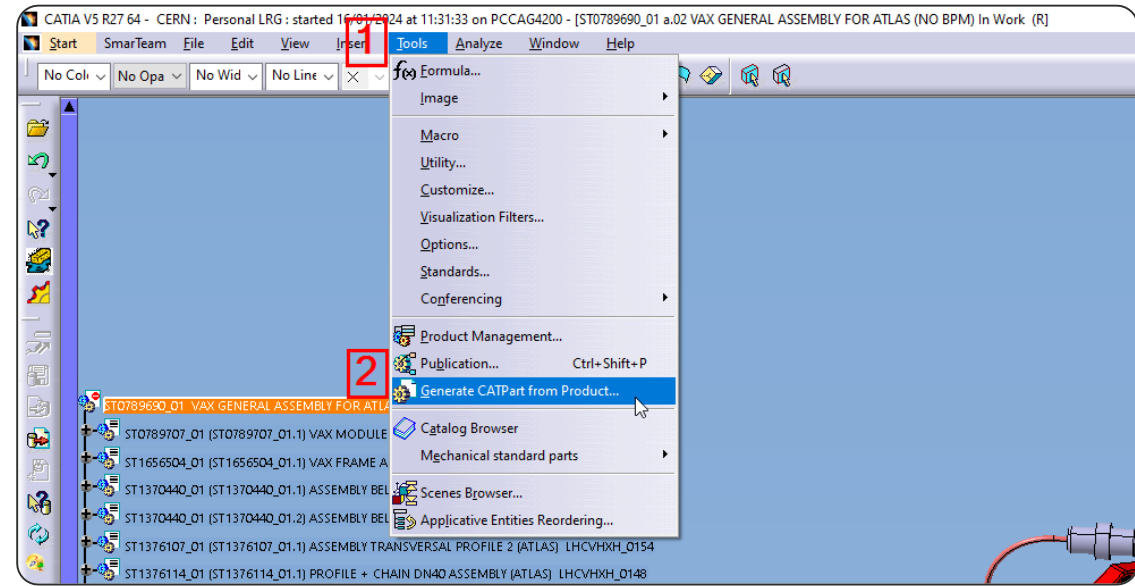 CATIA V5 R27 64 - CERN : Personal LRG : started 16/01/2024 at 11:31:33 on PCCAG4200 - [ST0789690_01 a.02 VAX GENERAL ASSEMBLY FOR ATLAS (NO BPM) In Work (R]
Start SmarTeam File Edit View Insert Tools Analyze Window Help
1
No Col No Opa No Wid No Line
Formula...
Image
Macro
Utility...
Customize...
Visualization Filters...
Options...
Standards...
Conferencing
Product Management...
2
Publication... Ctrl+Shift+P
Generate CATPart from Product...
ST0789690_01 VAX GENERAL ASSEMBLY FOR ATLA
Catalog Browser
ST0789707_01 (ST0789707_01.1) VAX MODULE
Mechanical standard parts
ST1656504_01 (ST1656504_01.1) VAX FRAME A
Scenes Browser...
ST1370440_01 (ST1370440_01.1) ASSEMBLY BEL
Applicative Entities Reordering...
ST1370440_01 (ST1370440_01.2) ASSEMBLY BEL
ST1376107_01 (ST1376107_01.1) ASSEMBLY TRANSVERSAL PROFILE 2 (ATLAS) LHCVHXH_0154
ST1376114_01 (ST1376114_01.1) PROFILE + CHAIN DN40 ASSEMBLY (ATLAS) LHCVHXH_0148